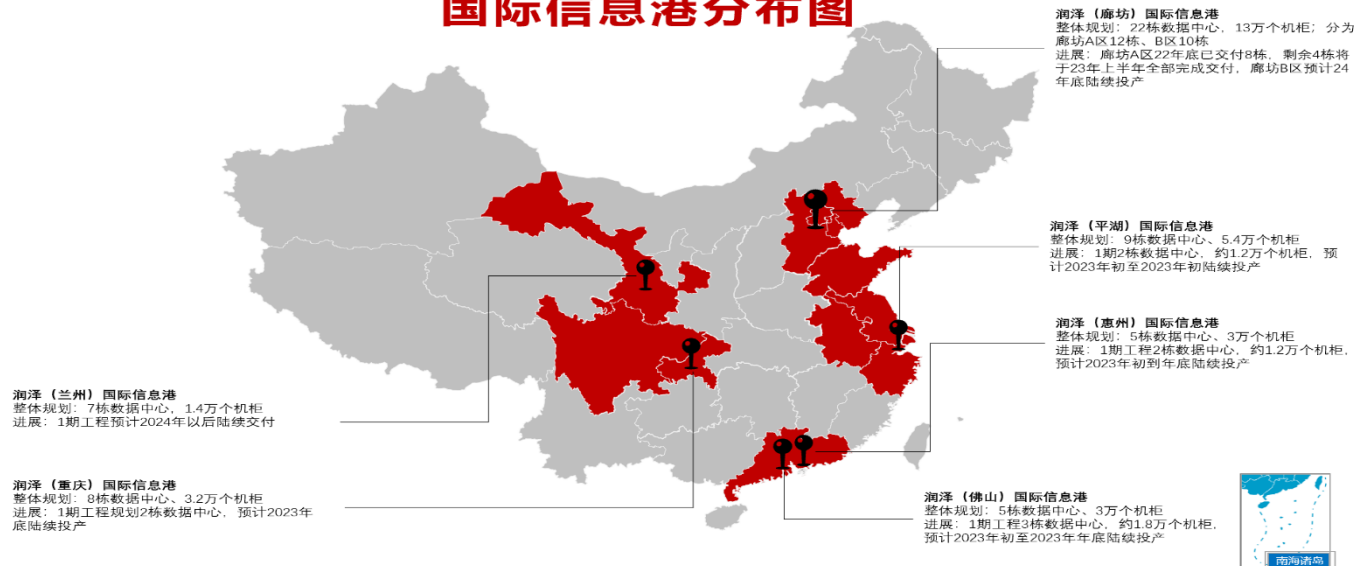 国际信息港分布图
润泽（廊坊）国际信息港
整体规划：22栋数据中心，13万个机柜；分为
廊坊A区12栋、B区10栋
进展：廊坊A区22年底已交付8栋，剩余4栋将
于23年上半年全部完成交付，廊坊B区预计24
年底陆续投产
润泽（平湖）国际信息港
整体规划：9栋数据中心、5.4万个机柜
进展：1期2栋数据中心，约1.2万个机柜，预
计2023年初至2023年初陆续投产
润泽（惠州）国际信息港
整体规划：5栋数据中心、3万个机柜
进展：1期工程2栋数据中心，约1.2万个机柜，
预计2023年初到年底陆续投产
润泽（兰州）国际信息港
整体规划：7栋数据中心，1.4万个机柜
进展：1期工程预计2024年以后陆续交付
润泽（重庆）国际信息港
整体规划：8栋数据中心、3.2万个机柜
进展：1期工程规划2栋数据中心，预计2023年
底陆续投产
润泽（佛山）国际信息港
整体规划：5栋数据中心、3万个机柜
进展：1期工程3栋数据中心，约1.8万个机柜，
预计2023年初至2023年年底陆续投产
南海诸岛